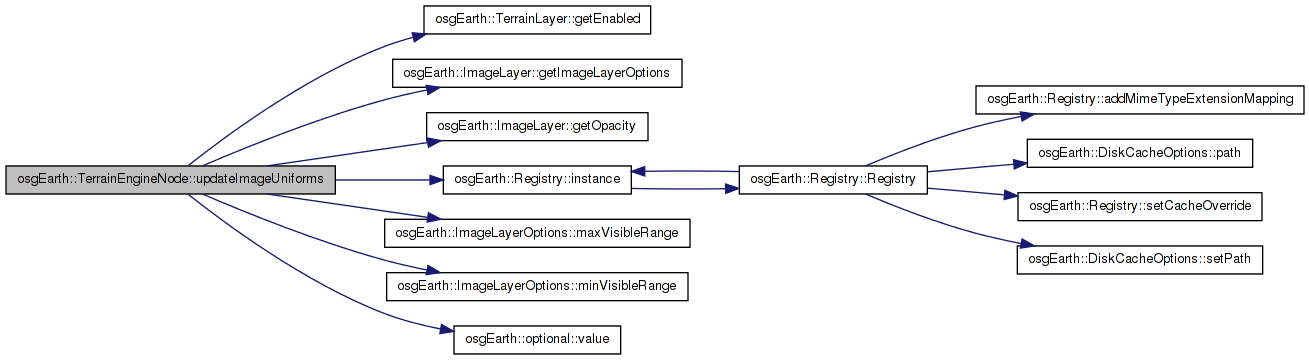 osgEarth::TerrainLayer::getEnabled
osgEarth::ImageLayer::getImageLayerOptions
osgEarth::Registry::addMimeTypeExtensionMapping
osgEarth::ImageLayer::getOpacity
osgEarth::DiskCacheOptions::path
osgEarth::TerrainEngineNode::updateImageUniforms
osgEarth::Registry::instance
osgEarth::Registry::Registry
osgEarth::Registry::setCacheOverride
osgEarth::ImageLayerOptions::maxVisibleRange
osgEarth::DiskCacheOptions::setPath
osgEarth::ImageLayerOptions::minVisibleRange
osgEarth::optional::value